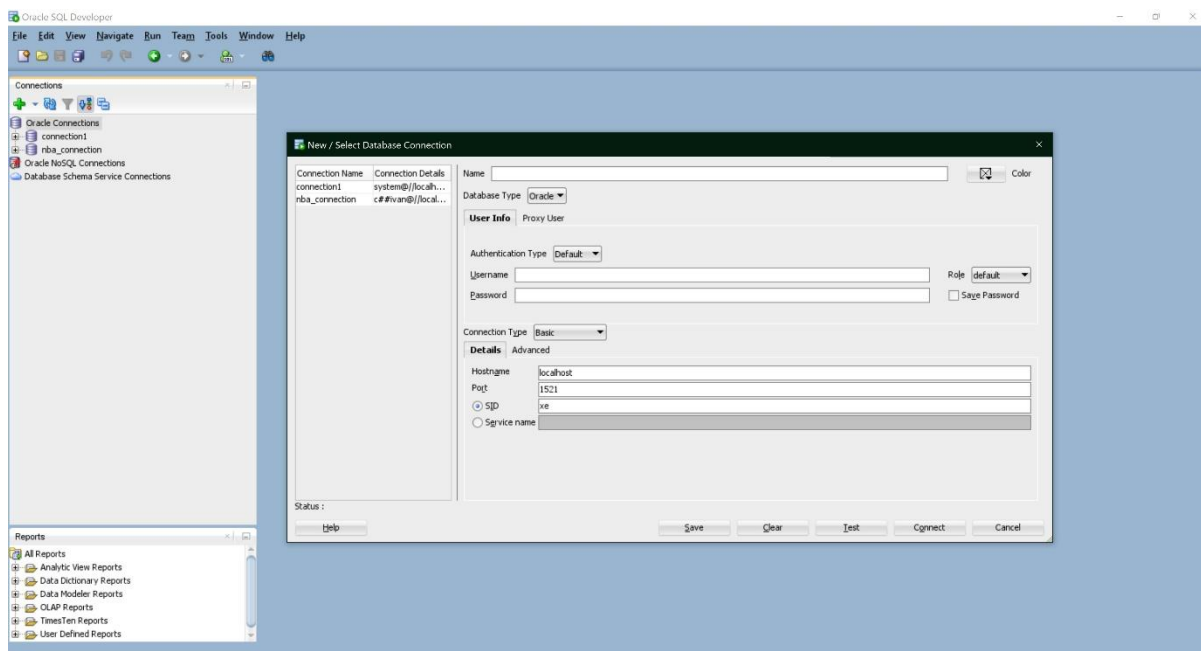 Oracle SQL Developer
File Edit View Navigate Run Team Tools Window Help
Connections
Oracle Connections
connection1
nba_connection
Oracle NoSQL Connections
Database Schema Service Connections
Reports
All Reports
Analytic View Reports
Data Dictionary Reports
Data Modeler Reports
OLAP Reports
TimesTen Reports
User Defined Reports
New / Select Database Connection
Connection Name Connection Details
connection1 system@//localh...
nba_connection c##ivan@//local...
Name Color
Database Type Oracle
User Info Proxy User
Authentication Type Default
Username Role default
Password Save Password
Connection Type Basic
Details Advanced
Hostname localhost
Port 1521
SID xe
Service name
Status :
Help Save Clear Test Connect Cancel